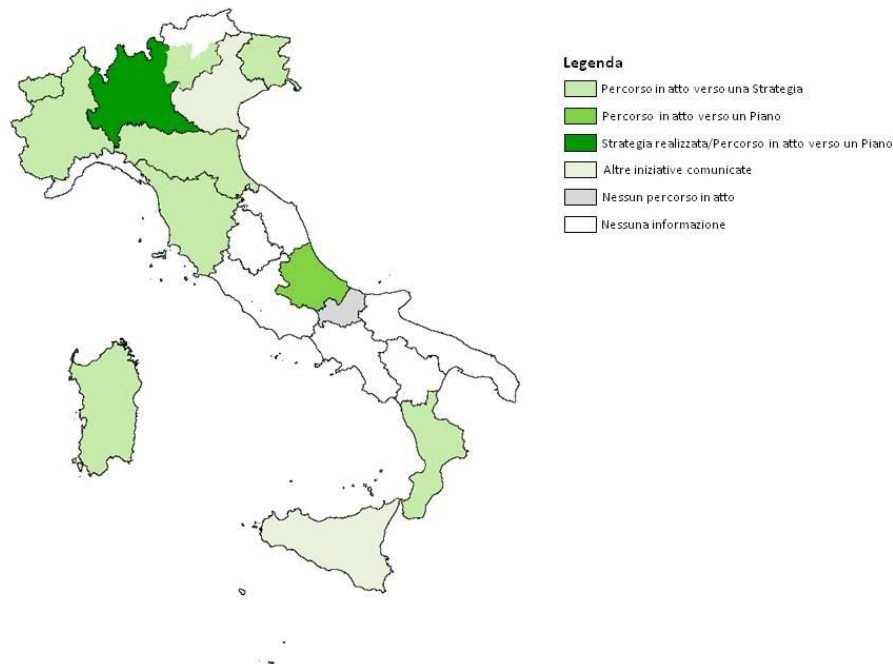 Legenda
Percorso in atto verso una Strategia
Percorso in atto verso un Piano
Strategia realizzata/Percorso in atto verso un Piano
Altre iniziative comunicate
Nessun percorso in atto
Nessuna informazione